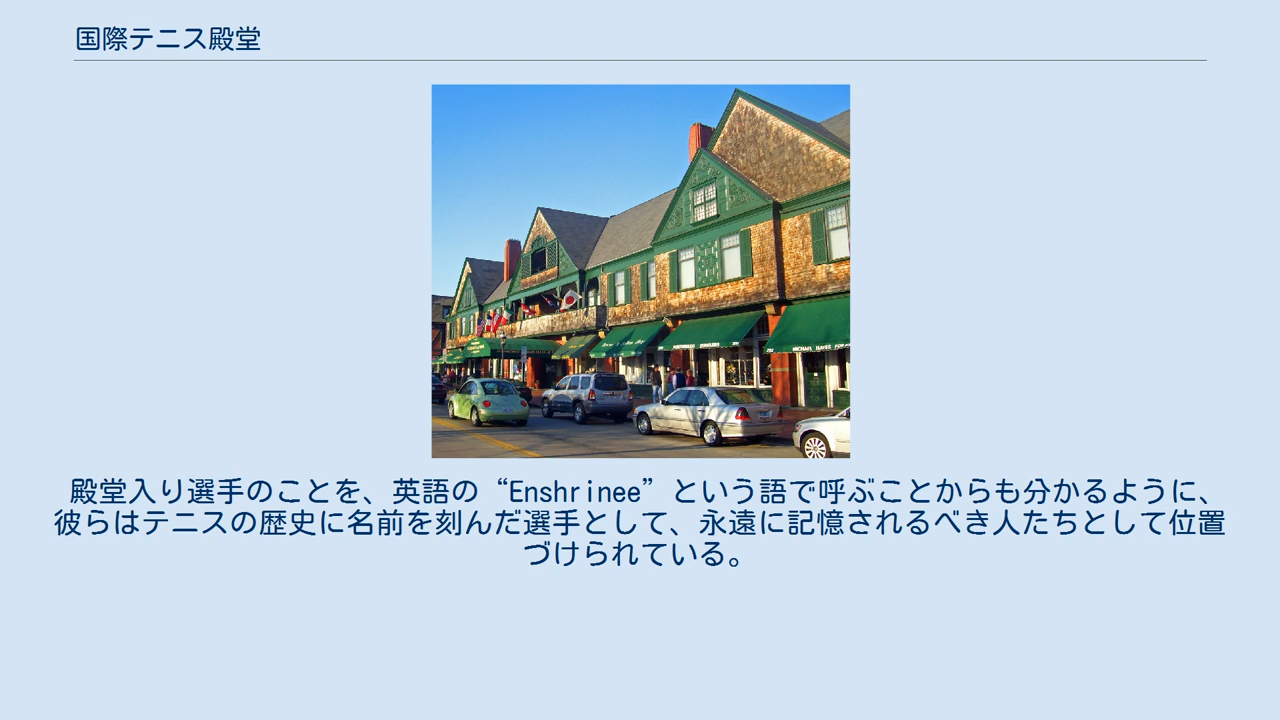 国際テニス殿堂
殿堂入り選手のことを、英語の“Enshrinee”という語で呼ぶことからも分かるように、
彼らはテニスの歴史に名前を刻んだ選手として、永遠に記憶されるべき人たちとして位置
づけられている。